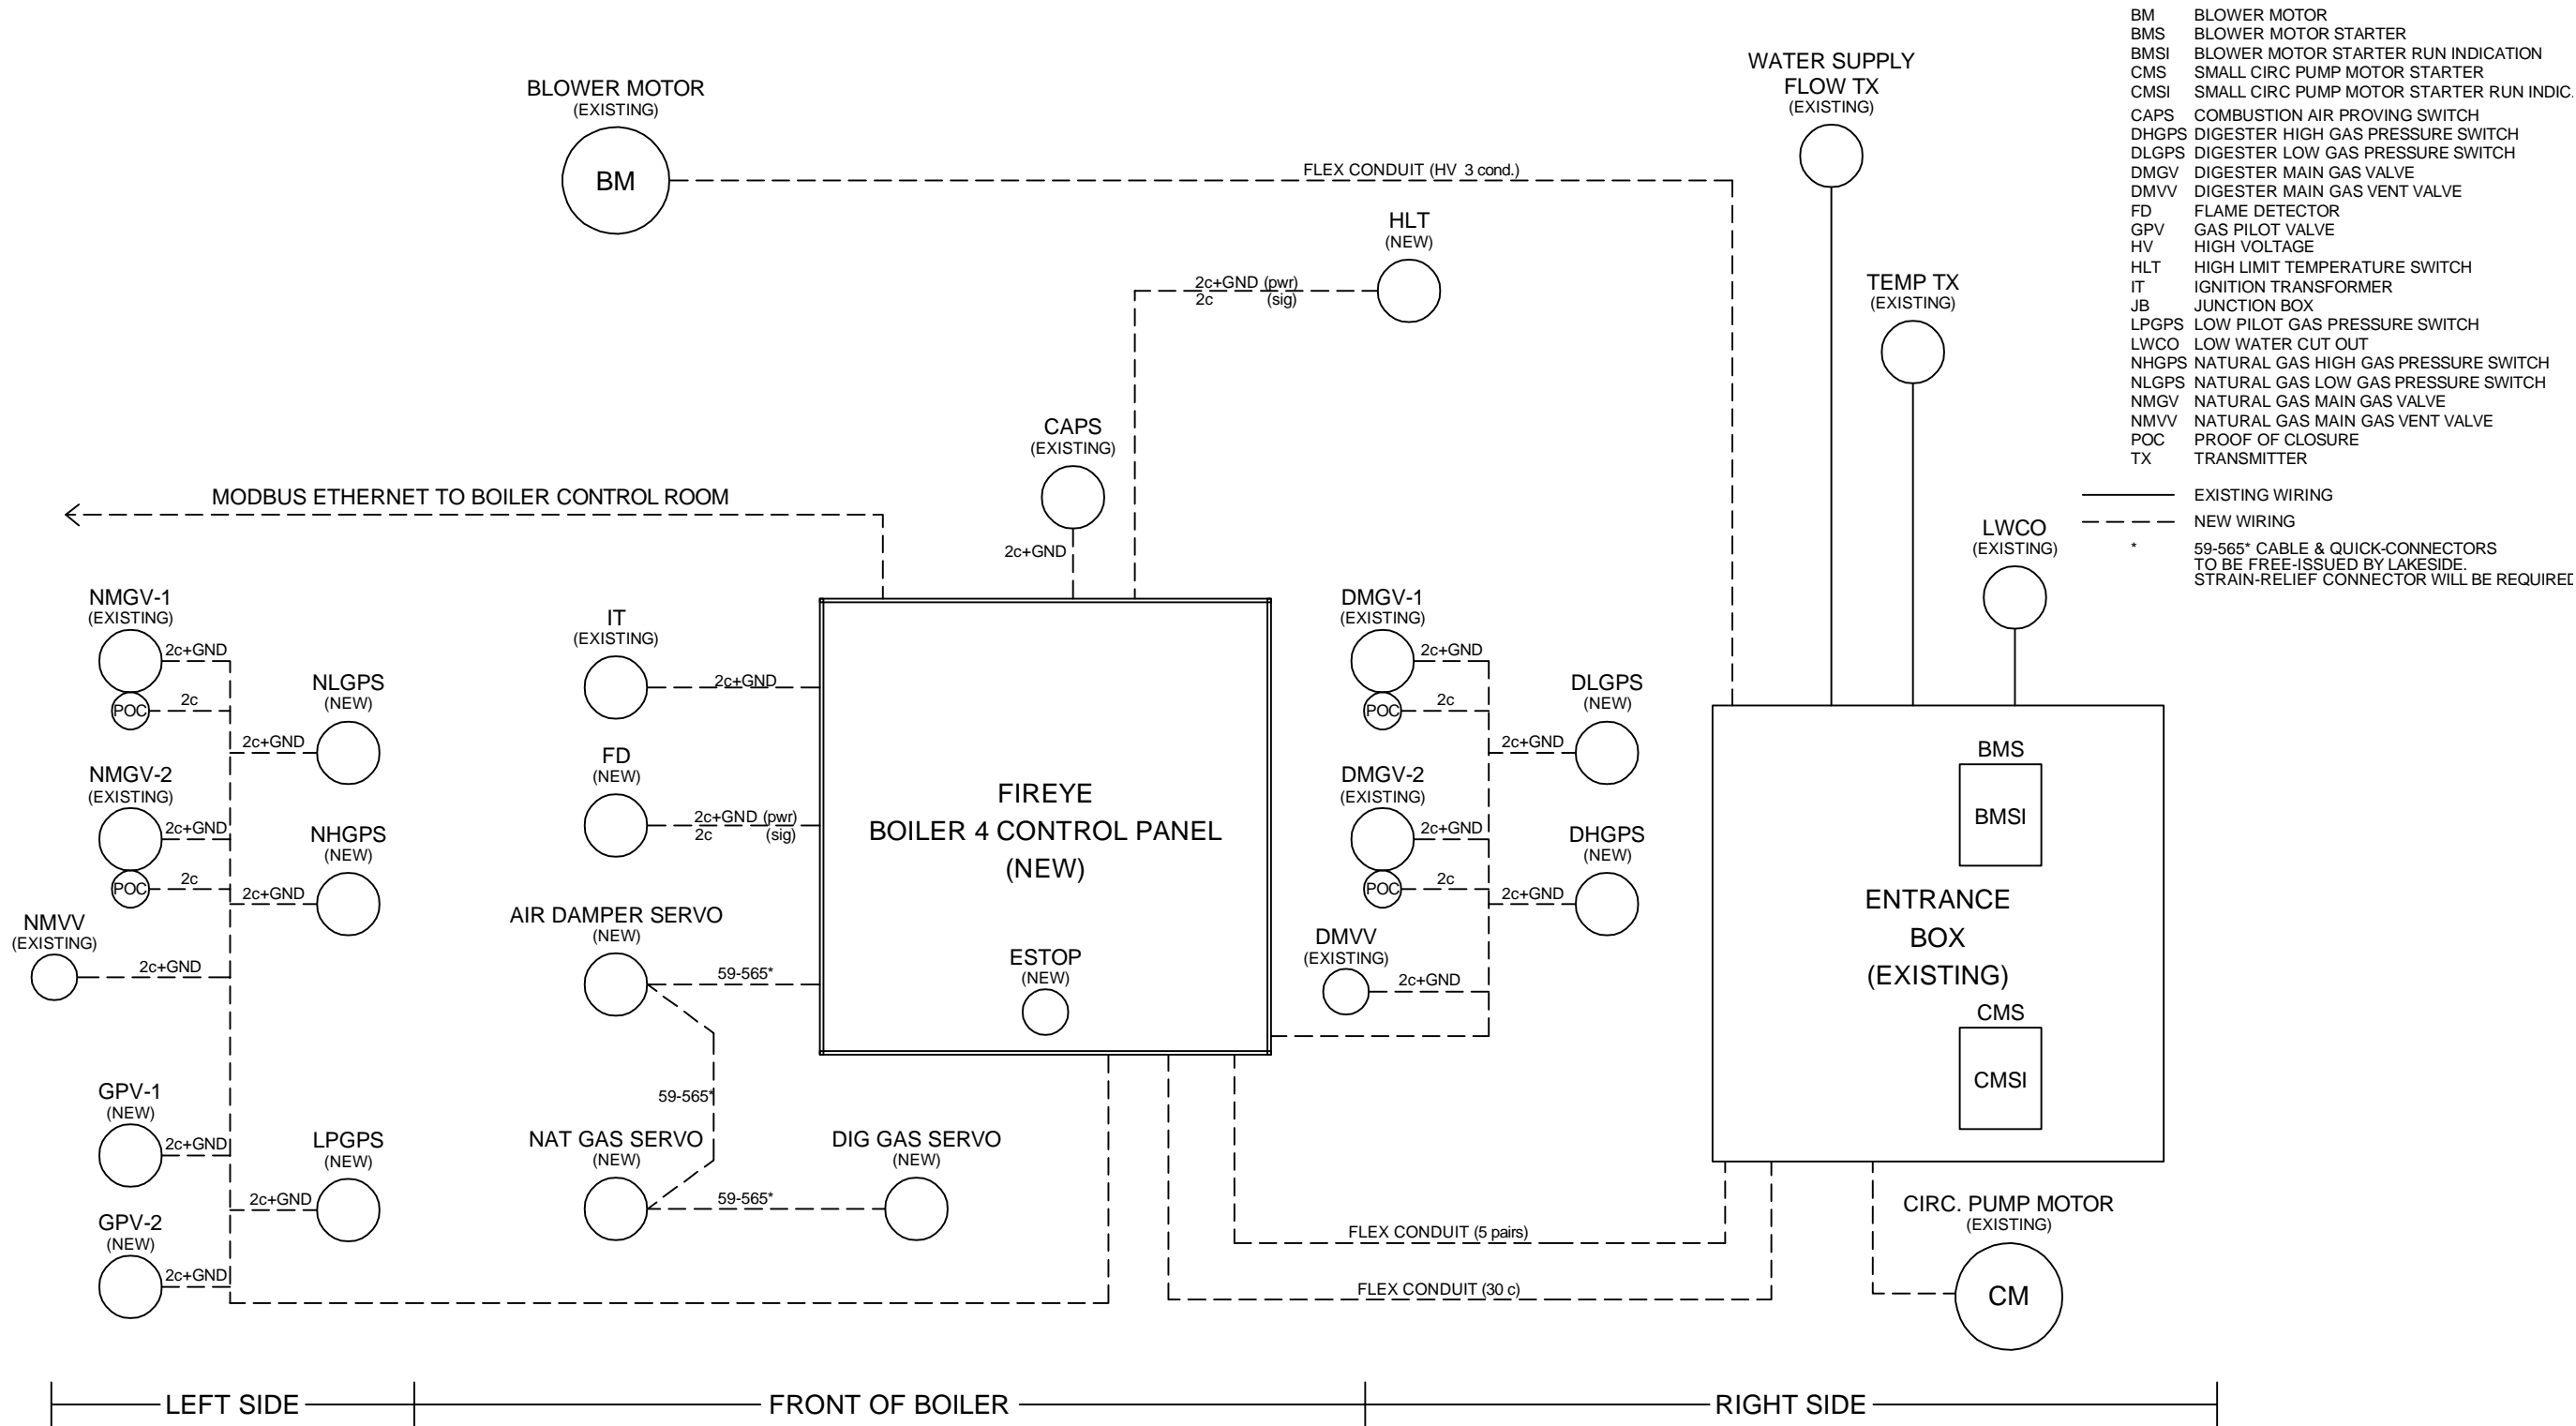 BM BLOWER MOTOR
BMS BLOWER MOTOR STARTER
BMSI BLOWER MOTOR STARTER RUN INDICATION
CMS SMALL CIRC PUMP MOTOR STARTER
CMSI SMALL CIRC PUMP MOTOR STARTER RUN INDIC.
CAPS COMBUSTION AIR PROVING SWITCH
DHGPS DIGESTER HIGH GAS PRESSURE SWITCH
DLGPS DIGESTER LOW GAS PRESSURE SWITCH
DMGV DIGESTER MAIN GAS VALVE
DMVV DIGESTER MAIN GAS VENT VALVE
FD FLAME DETECTOR
GPV GAS PILOT VALVE
HV HIGH VOLTAGE
HLT HIGH LIMIT TEMPERATURE SWITCH
IT IGNITION TRANSFORMER
JB JUNCTION BOX
LPGPS LOW PILOT GAS PRESSURE SWITCH
LWCO LOW WATER CUT OUT
NHGPS NATURAL GAS HIGH GAS PRESSURE SWITCH
NLGPS NATURAL GAS LOW GAS PRESSURE SWITCH
NMGV NATURAL GAS MAIN GAS VALVE
NMVV NATURAL GAS MAIN GAS VENT VALVE
POC PROOF OF CLOSURE
TX TRANSMITTER
EXISTING WIRING
NEW WIRING
* 59-565* CABLE & QUICK-CONNECTORS
TO BE FREE-ISSUED BY LAKESIDE.
STRAIN-RELIEF CONNECTOR WILL BE REQUIRED
BLOWER MOTOR
(EXISTING)
BM
FLEX CONDUIT (HV 3 cond.)
WATER SUPPLY
FLOW TX
(EXISTING)
HLT
(NEW)
2c+GND (pwr)
2c (sig)
TEMP TX
(EXISTING)
CAPS
(EXISTING)
2c+GND
MODBUS ETHERNET TO BOILER CONTROL ROOM
LWCO
(EXISTING)
NMGV-1
(EXISTING)
2c+GND
POC
2c
NLGPS
(NEW)
2c+GND
NMGV-2
(EXISTING)
2c+GND
POC
2c
NHGPS
(NEW)
2c+GND
NMVV
(EXISTING)
2c+GND
GPV-1
(NEW)
2c+GND
LPGPS
(NEW)
2c+GND
GPV-2
(NEW)
2c+GND
IT
(EXISTING)
2c+GND
FD
(NEW)
2c+GND (pwr)
2c (sig)
AIR DAMPER SERVO
(NEW)
59-565*
59-565*
NAT GAS SERVO
(NEW)
59-565*
DIG GAS SERVO
(NEW)
FIREYE
BOILER 4 CONTROL PANEL
(NEW)
ESTOP
(NEW)
DMGV-1
(EXISTING)
2c+GND
POC
2c
DLGPS
(NEW)
2c+GND
DMGV-2
(EXISTING)
2c+GND
POC
2c
DHGPS
(NEW)
2c+GND
DMVV
(EXISTING)
2c+GND
BMS
BMSI
ENTRANCE
BOX
(EXISTING)
CMS
CMSI
FLEX CONDUIT (5 pairs)
FLEX CONDUIT (30 c)
CIRC. PUMP MOTOR
(EXISTING)
CM
LEFT SIDE
FRONT OF BOILER
RIGHT SIDE